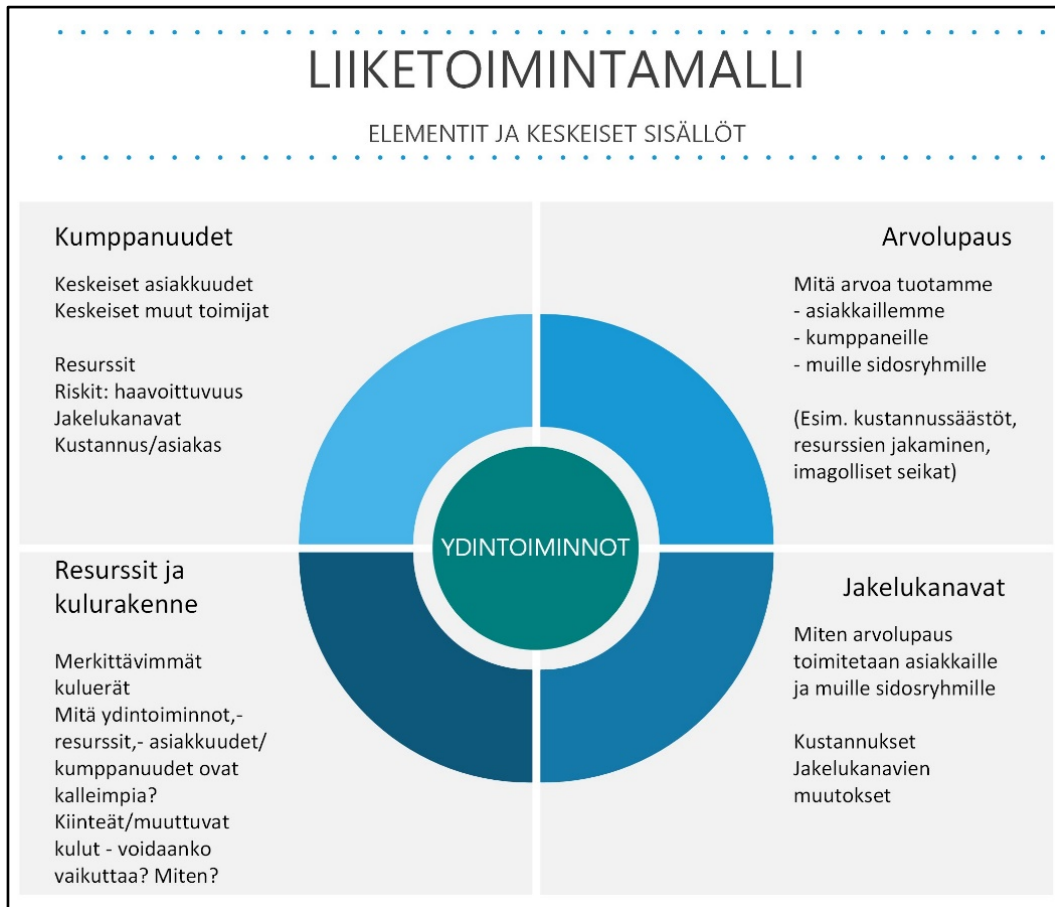 LIIKETOIMINTAMALLI
ELEMENTIT JA KESKEISET SISÄLLÖT
Kumppanuudet
Keskeiset asiakkuudet
Keskeiset muut toimijat
Resurssit
Riskit: haavoittuvuus
Jakelukanavat
Kustannus/asiakas
Arvolupaus
Mitä arvoa tuotamme
- asiakkaillemme
- kumppaneille
- muille sidosryhmille
(Esim. kustannussäästöt,
resurssien jakaminen,
imagolliset seikat)
YDINTOIMINNOT
Resurssit ja
kulurakenne
Merkittävimmät
kuluerät
Mitä ydintoiminnot,-
resurssit,- asiakkuudet/
kumppanuudet ovat
kalleimpia?
Kiinteät/muuttuvat
kulut - voidaanko
vaikuttaa? Miten?
Jakelukanavat
Miten arvolupaus
toimitetaan asiakkaille
ja muille sidosryhmille
Kustannukset
Jakelukanavien
muutokset